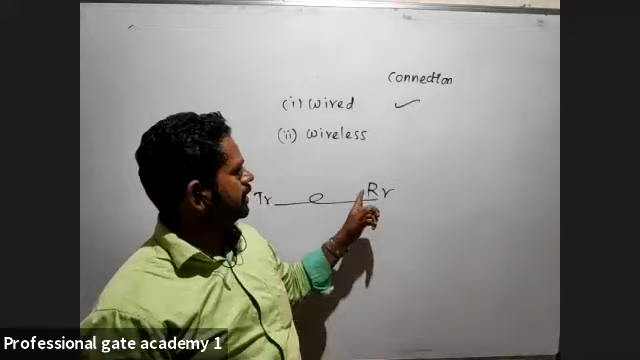 Connection
(i) Wired ✓
(ii) Wireless
Tr Rr
Professional gate academy 1